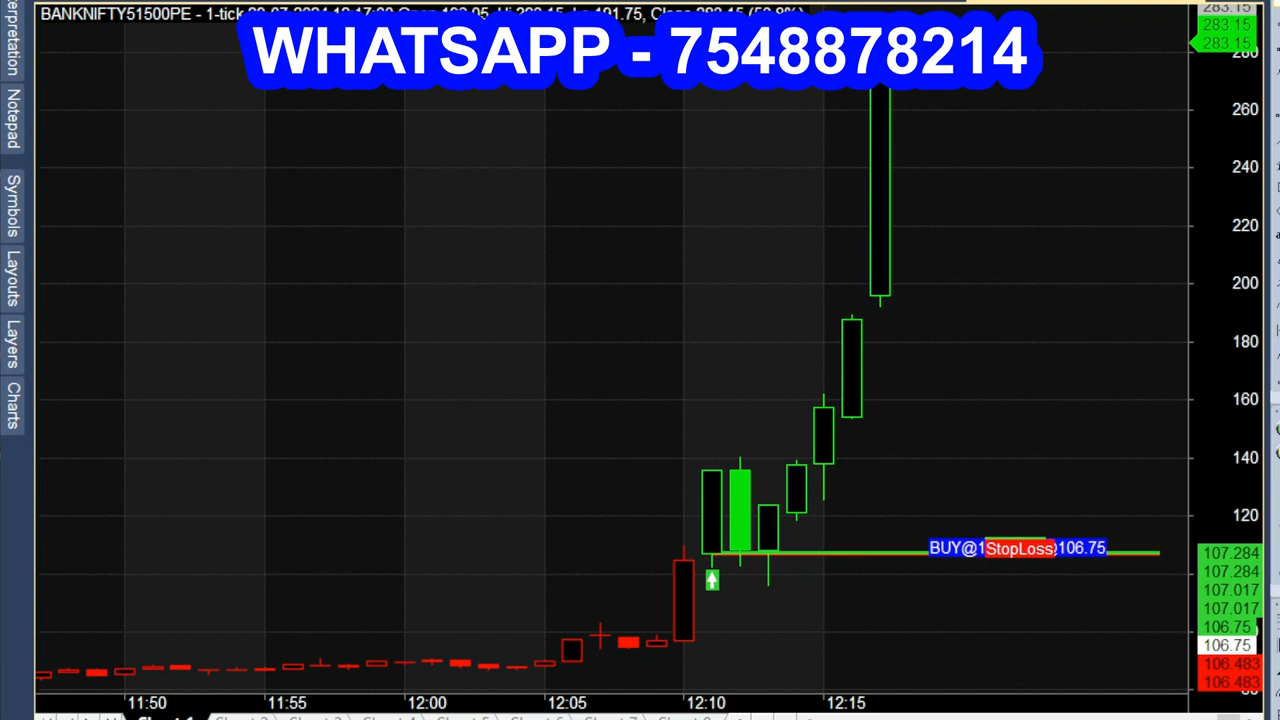 BANKNIFTY51500PE - 1-tick
WHATSAPP - 7548878214
Interpretation
Notepad
Symbols
Layouts
Layers
Charts
283.15
283.15
283.15
280
260
240
220
200
180
160
140
120
BUY@1
StopLoss
106.75
107.284
107.284
107.017
107.017
106.75
106.75
106.483
106.483
11:50
11:55
12:00
12:05
12:10
12:15